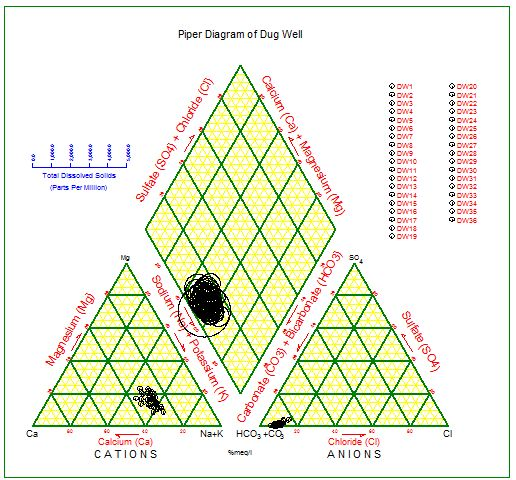 Piper Diagram of Dug Well
Sulfate (SO4) + Chloride (Cl)
Calcium (Ca) + Magnesium (Mg)
DW1
DW2
DW3
DW4
DW5
DW6
DW7
DW8
DW9
DW10
DW11
DW12
DW13
DW14
DW15
DW16
DW17
DW18
DW19
DW20
DW21
DW22
DW23
DW24
DW25
DW26
DW27
DW28
DW29
DW30
DW31
DW32
DW33
DW34
DW35
DW36
Total Dissolved Solids
(Parts Per Million)
Mg
SO4
Magnesium (Mg)
Sodium (Na) + Potassium (K)
Carbonate (CO3) + Bicarbonate (HCO3)
Sulfate (SO4)
Ca
Na+K
HCO3 +CO3
Cl
Calcium (Ca)
Chloride (Cl)
CATIONS
%meq/l
ANIONS